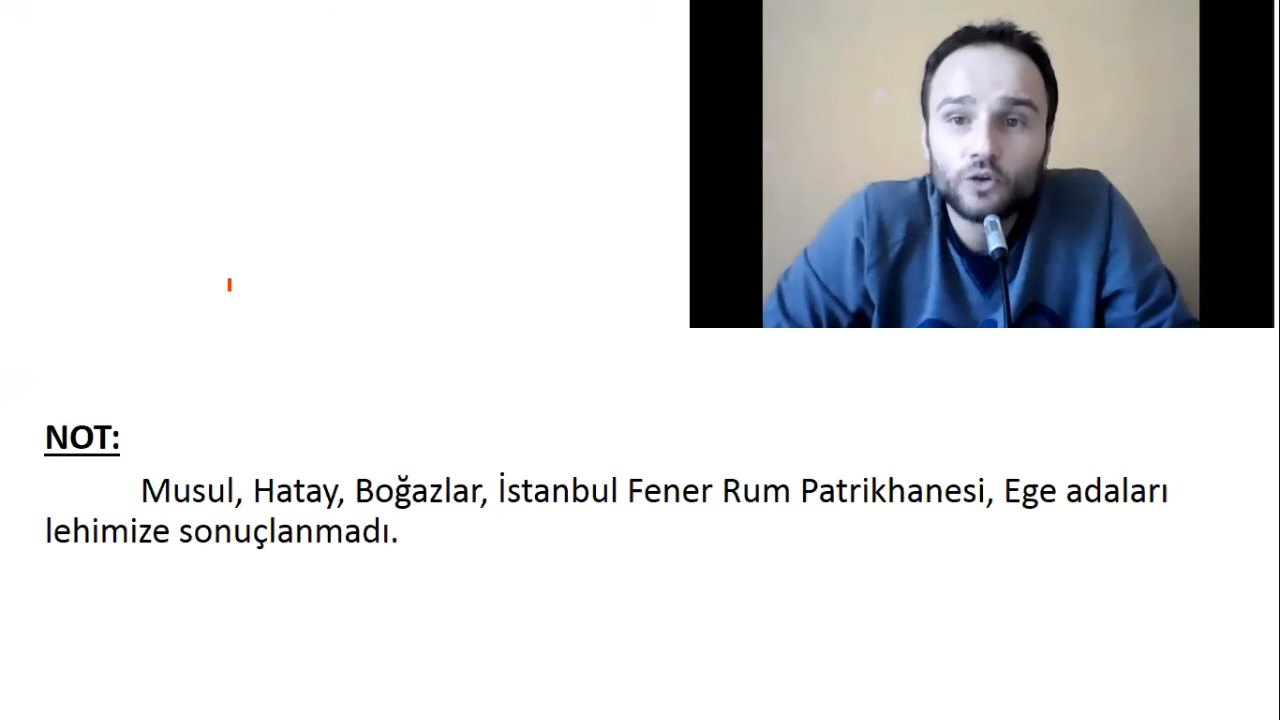 NOT:
Musul, Hatay, Boğazlar, İstanbul Fener Rum Patrikhanesi, Ege adaları
lehimize sonuçlanmadı.